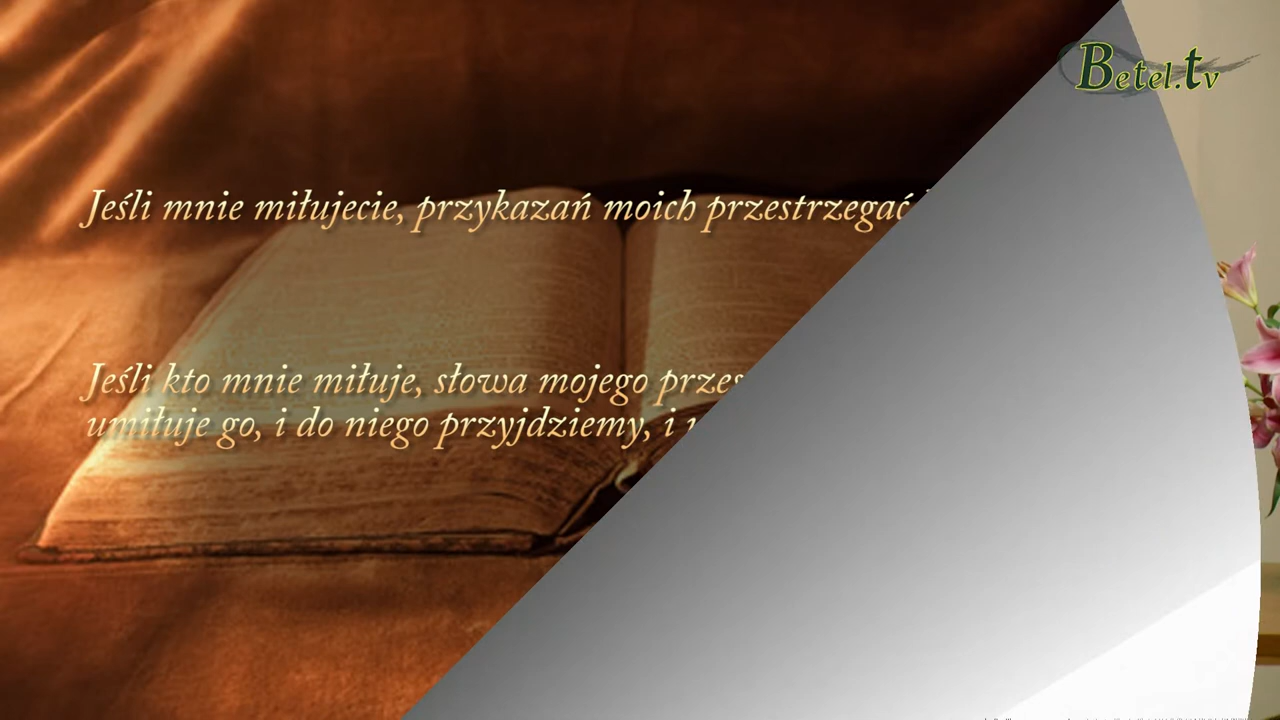 Betel.tv
Jeśli mnie miłujecie, przykazań moich przestrzegać
Jeśli kto mnie miłuje, słowa mojego przes
umiłuje go, i do niego przyjdziemy, i